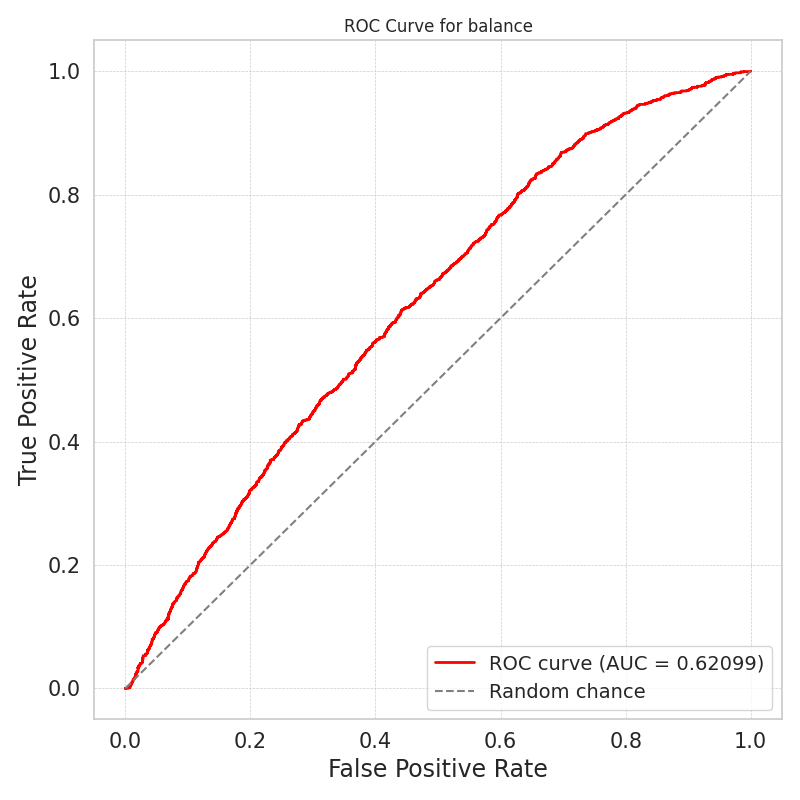 ROC Curve for balance
1.0
0.8
0.6
0.4
0.2
0.0
True Positive Rate
ROC curve (AUC = 0.62099)
Random chance
0.0 0.2 0.4 0.6 0.8 1.0
False Positive Rate